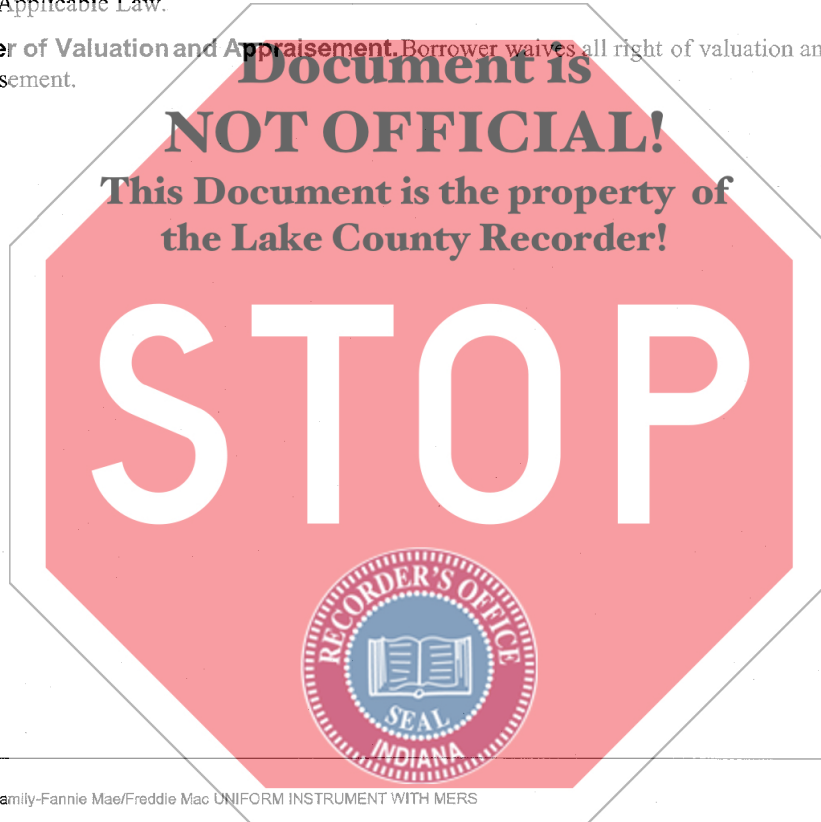 Applicable Law.
er of Valuation and Appraisement. Borrower waives all right of valuation an
sement.
Document is
NOT OFFICIAL!
This Document is the property of
the Lake County Recorder!
STOP
RECORDER'S OFFICE
SEAL
INDIANA
amily-Fannie Mae/Freddie Mac UNIFORM INSTRUMENT WITH MERS